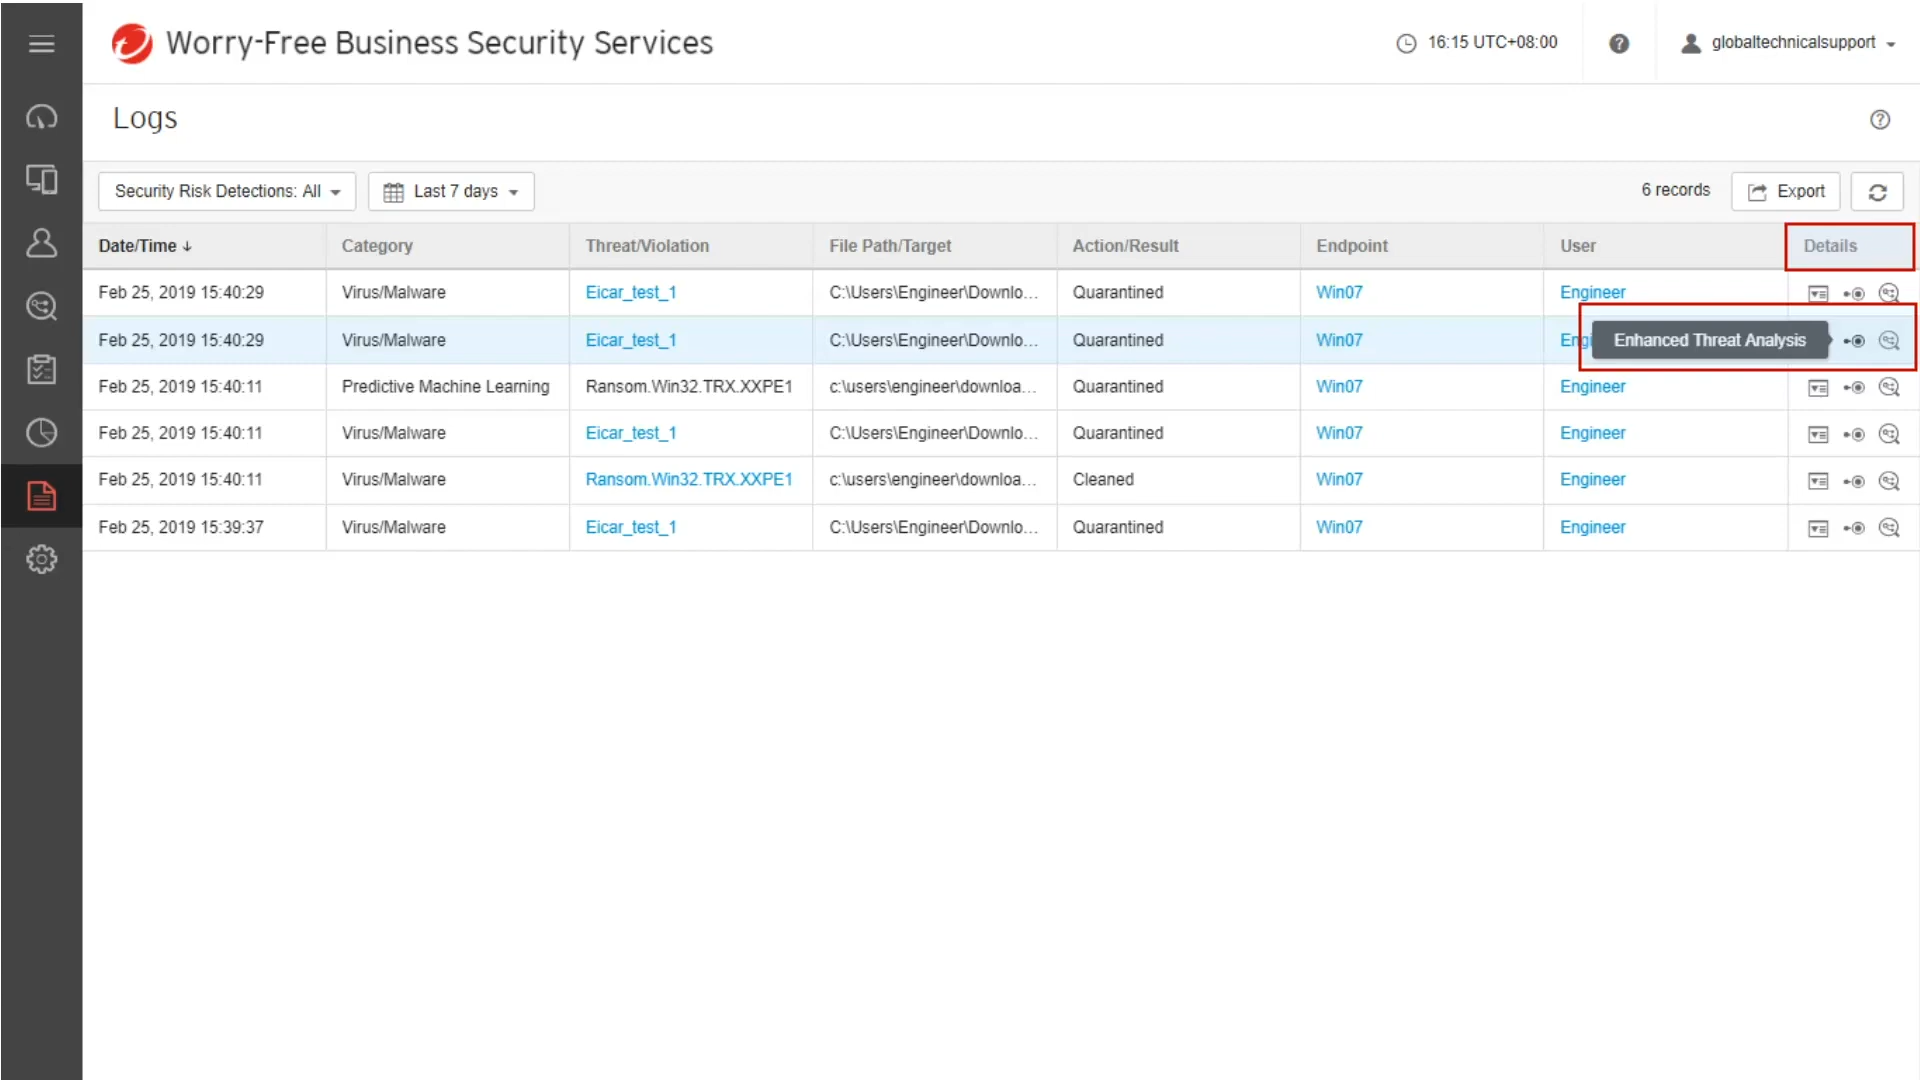 Worry-Free Business Security Services
16:15 UTC+08:00
globaltechnicalsupport
Logs
Security Risk Detections: All
Last 7 days
6 records
Export
Date/Time ↓ Category Threat/Violation File Path/Target Action/Result Endpoint User Details
Feb 25, 2019 15:40:29 Virus/Malware Eicar_test_1 C:\Users\Engineer\Downlo... Quarantined Win07 Engineer
Feb 25, 2019 15:40:29 Virus/Malware Eicar_test_1 C:\Users\Engineer\Downlo... Quarantined Win07 Engi Enhanced Threat Analysis
Feb 25, 2019 15:40:11 Predictive Machine Learning Ransom.Win32.TRX.XXPE1 c:\users\engineer\downloa... Quarantined Win07 Engineer
Feb 25, 2019 15:40:11 Virus/Malware Eicar_test_1 C:\Users\Engineer\Downlo... Quarantined Win07 Engineer
Feb 25, 2019 15:40:11 Virus/Malware Ransom.Win32.TRX.XXPE1 c:\users\engineer\downloa... Cleaned Win07 Engineer
Feb 25, 2019 15:39:37 Virus/Malware Eicar_test_1 C:\Users\Engineer\Downlo... Quarantined Win07 Engineer